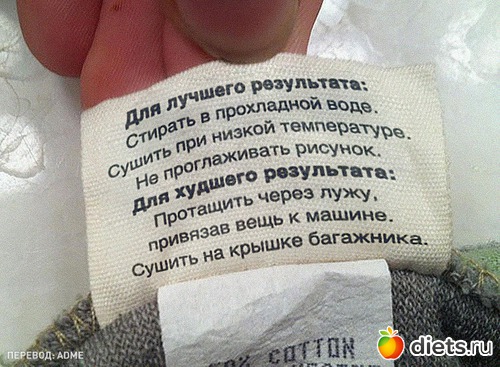 Для лучшего результата:
Стирать в прохладной воде.
Сушить при низкой температуре.
Не проглаживать рисунок.
Для худшего результата:
Протащить через лужу,
привязав вещь к машине.
Сушить на крышке багажника.
COTTON
ПЕРЕВОД: ADME
diets.ru